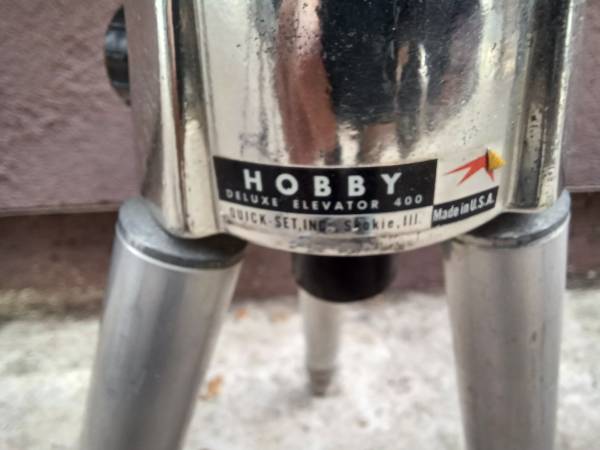 HOBBY
DELUXE ELEVATOR 400
QUICK-SET, INC., Skokie, Ill.
Made in U.S.A.